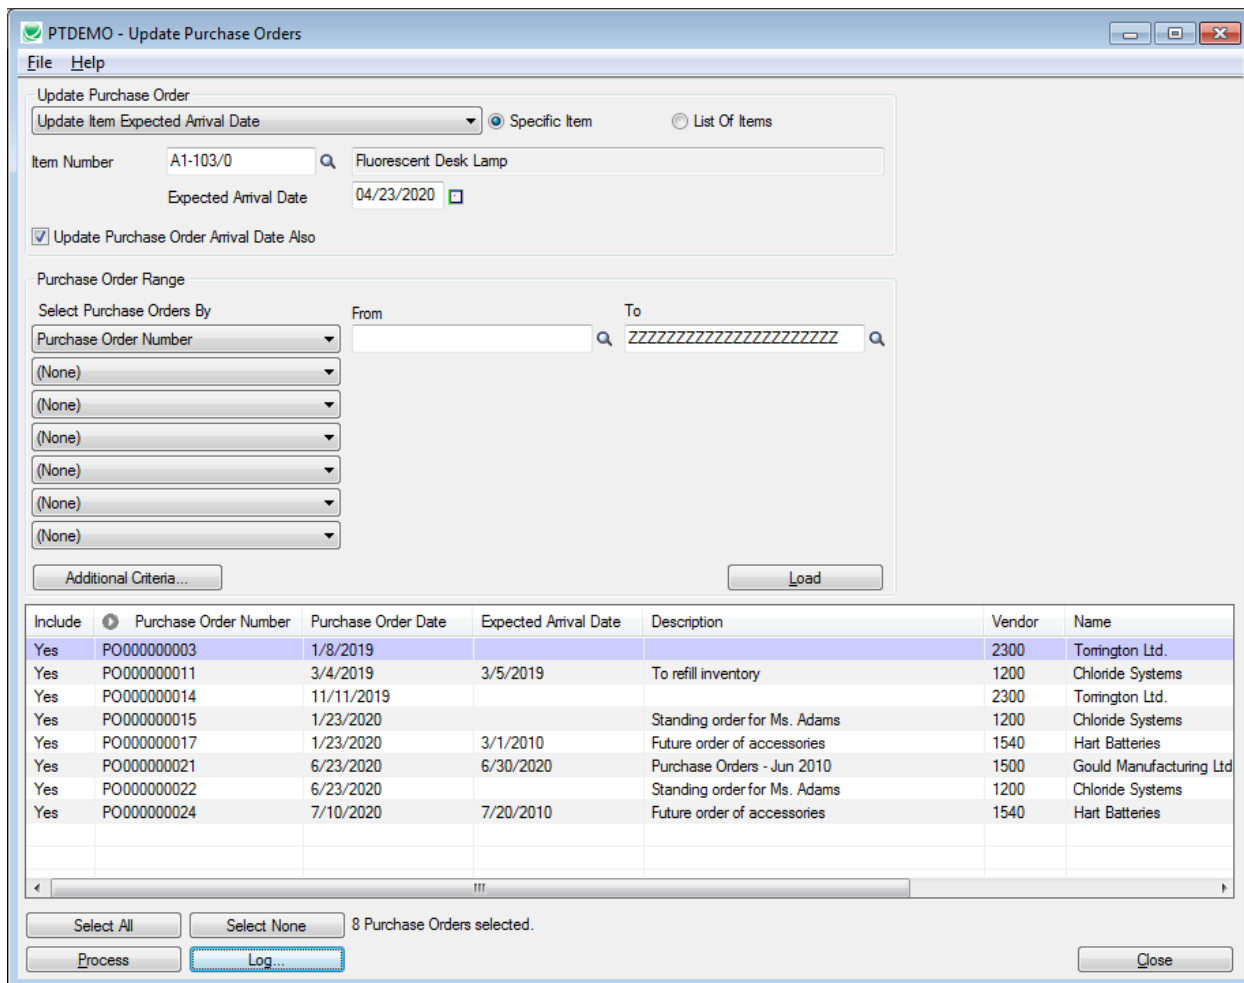 PTDEMO - Update Purchase Orders
File Help
Update Purchase Order
Update Item Expected Arrival Date Specific Item List Of Items
Item Number A1-103/0 Fluorescent Desk Lamp
Expected Arrival Date 04/23/2020
Update Purchase Order Arrival Date Also
Purchase Order Range
Select Purchase Orders By From To
Purchase Order Number ZZZZZZZZZZZZZZZZZZZZZZ
(None)
(None)
(None)
(None)
(None)
(None)
Additional Criteria... Load
Include Purchase Order Number Purchase Order Date Expected Arrival Date Description Vendor Name
Yes PO000000003 1/8/2019 2300 Torrington Ltd.
Yes PO000000011 3/4/2019 3/5/2019 To refill inventory 1200 Chloride Systems
Yes PO000000014 11/11/2019 2300 Torrington Ltd.
Yes PO000000015 1/23/2020 Standing order for Ms. Adams 1200 Chloride Systems
Yes PO000000017 1/23/2020 3/1/2010 Future order of accessories 1540 Hart Batteries
Yes PO000000021 6/23/2020 6/30/2020 Purchase Orders - Jun 2010 1500 Gould Manufacturing Ltd
Yes PO000000022 6/23/2020 Standing order for Ms. Adams 1200 Chloride Systems
Yes PO000000024 7/10/2020 7/20/2010 Future order of accessories 1540 Hart Batteries
Select All Select None 8 Purchase Orders selected.
Process Log... Close